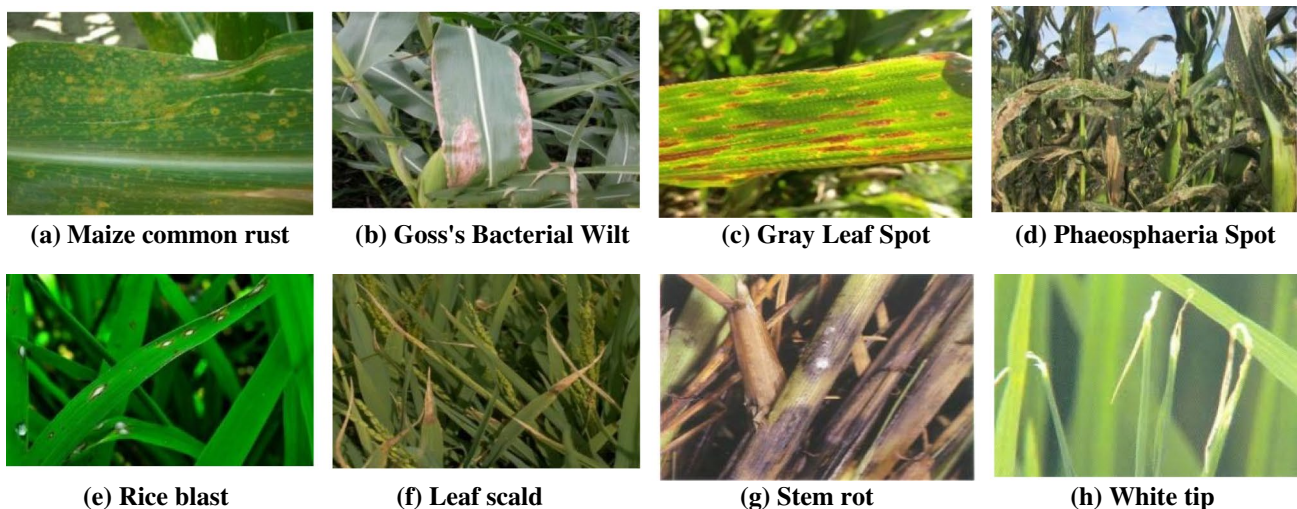 (a) Maize common rust
(b) Goss's Bacterial Wilt
(c) Gray Leaf Spot
(d) Phaeosphaeria Spot
(e) Rice blast
(f) Leaf scald
(g) Stem rot
(h) White tip